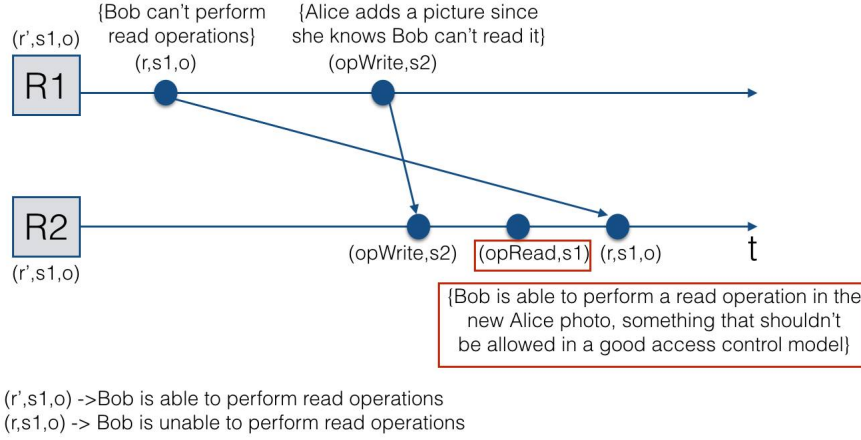 {Bob can't perform
read operations}
{Alice adds a picture since
she knows Bob can't read it}
(r',s1,o)
(r,s1,o)
(opWrite,s2)
R1
R2
(r',s1,o)
(opWrite,s2)
(opRead,s1)
(r,s1,o)
t
{Bob is able to perform a read operation in the
new Alice photo, something that shouldn't
be allowed in a good access control model}
(r',s1,o) ->Bob is able to perform read operations
(r,s1,o) -> Bob is unable to perform read operations